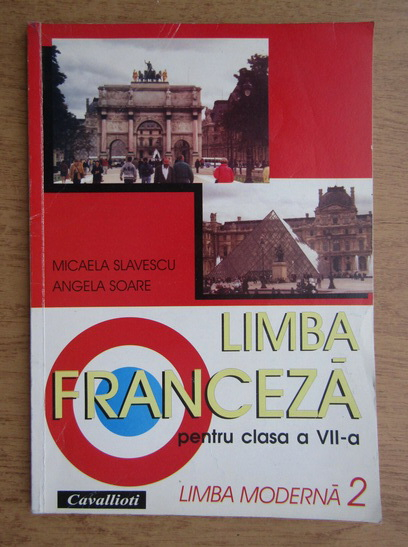 MICAELA SLAVESCU
ANGELA SOARE
LIMBA
FRANCEZĂ
pentru clasa a VII-a
LIMBA MODERNĂ 2
Cavallioti